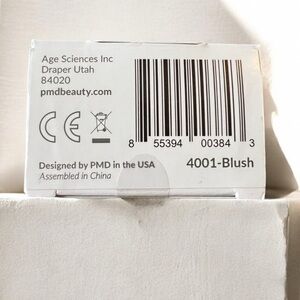 Age Sciences Inc
Draper Utah
84020
pmdbeauty.com
CE
8 55394 00384 3
Designed by PMD in the USA
4001-Blush
Assembled in China